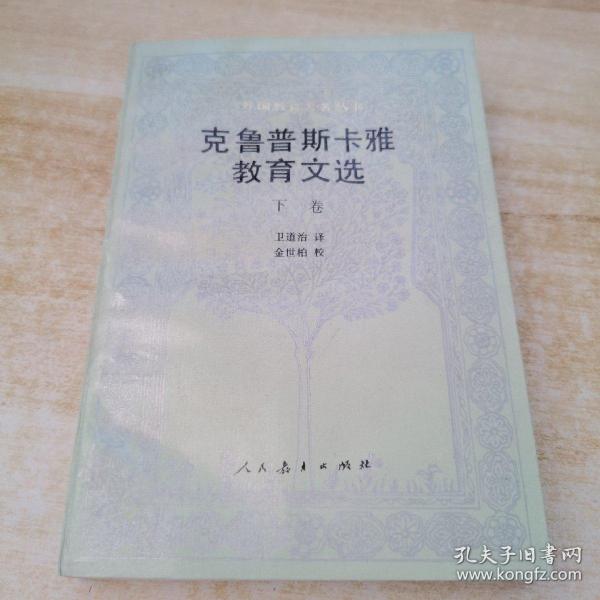 外国教育名著丛书
克鲁普斯卡雅
教育文选
下 卷
卫道治 译
金世柏 校
人民教育出版社
孔夫子旧书网
www.kongfz.com